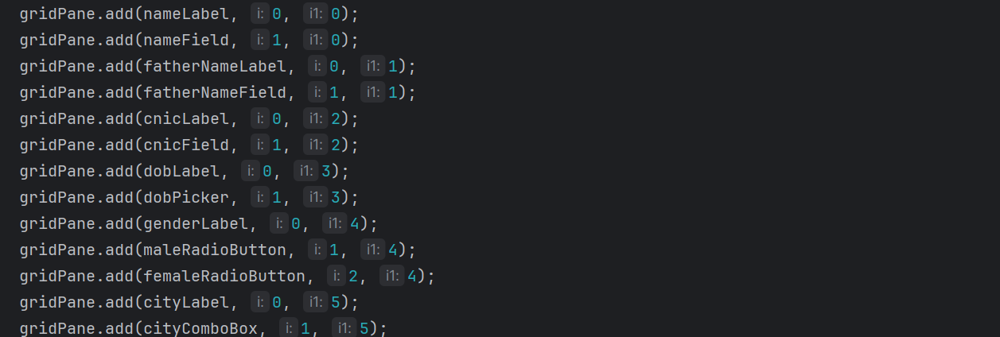 gridPane.add(nameLabel, i: 0, i1: 0);
gridPane.add(nameField, i: 1, i1: 0);
gridPane.add(fatherNameLabel, i: 0, i1: 1);
gridPane.add(fatherNameField, i: 1, i1: 1);
gridPane.add(cnicLabel, i: 0, i1: 2);
gridPane.add(cnicField, i: 1, i1: 2);
gridPane.add(dobLabel, i: 0, i1: 3);
gridPane.add(dobPicker, i: 1, i1: 3);
gridPane.add(genderLabel, i: 0, i1: 4);
gridPane.add(maleRadioButton, i: 1, i1: 4);
gridPane.add(femaleRadioButton, i: 2, i1: 4);
gridPane.add(cityLabel, i: 0, i1: 5);
gridPane.add(cityComboBox, i: 1, i1: 5);